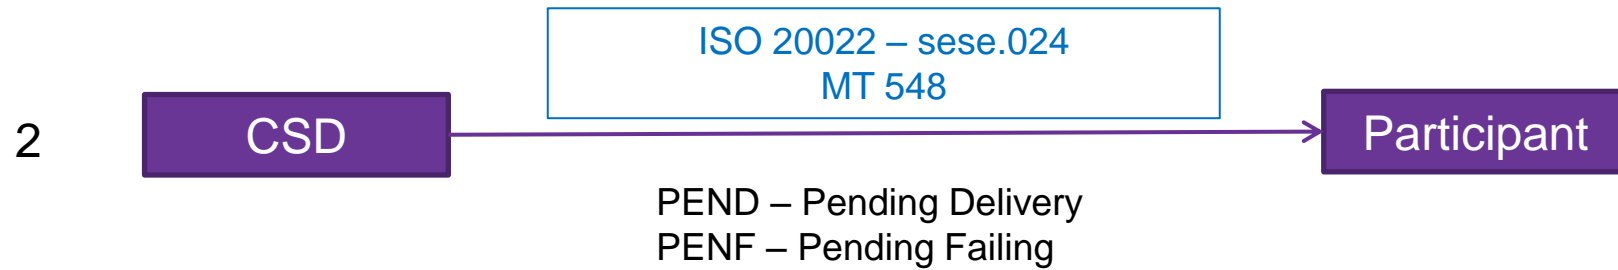 ISO 20022 – sese.024
MT 548
2
CSD
Participant
PEND – Pending Delivery
PENF – Pending Failing